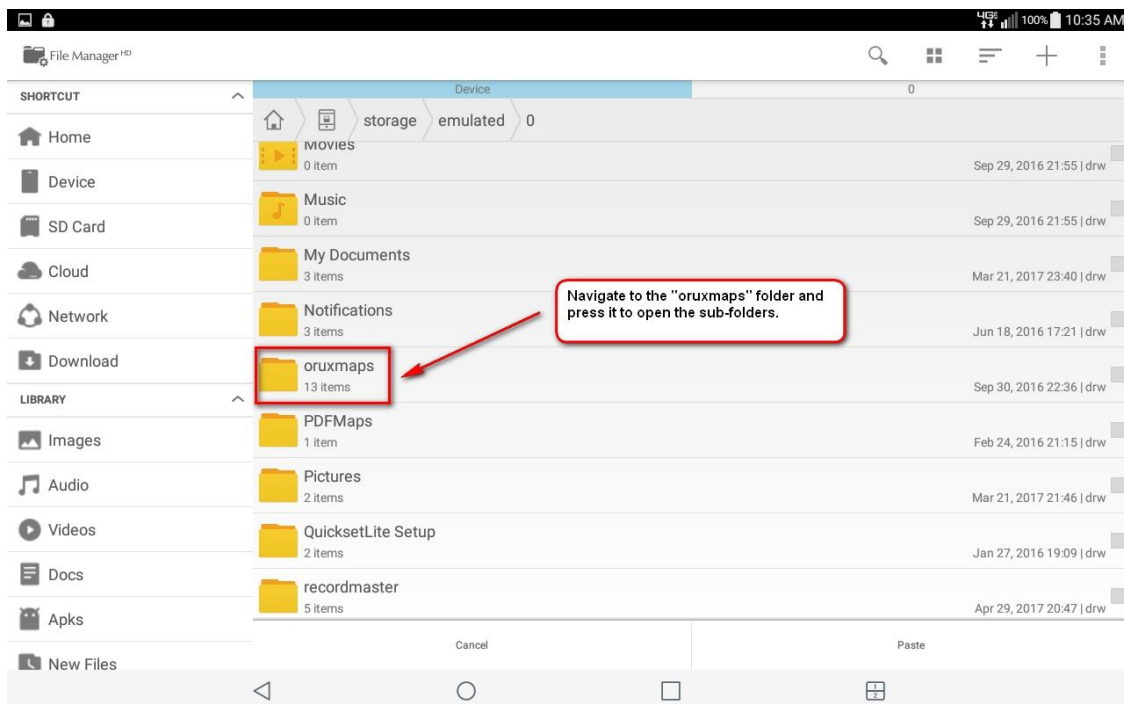 4GE 100% 10:35 AM
File Manager HD
SHORTCUT
Home
Device
SD Card
Cloud
Network
Download
LIBRARY
Images
Audio
Videos
Docs
Apks
New Files
Device
0
storage emulated 0
Movies
0 item
Sep 29, 2016 21:55 | drw
Music
0 item
Sep 29, 2016 21:55 | drw
My Documents
3 items
Mar 21, 2017 23:40 | drw
Notifications
3 items
Jun 18, 2016 17:21 | drw
oruxmaps
13 items
Sep 30, 2016 22:36 | drw
PDFMaps
1 item
Feb 24, 2016 21:15 | drw
Pictures
2 items
Mar 21, 2017 21:46 | drw
QuicksetLite Setup
2 items
Jan 27, 2016 19:09 | drw
recordmaster
5 items
Apr 29, 2017 20:47 | drw
Navigate to the "oruxmaps" folder and
press it to open the sub-folders.
Cancel
Paste
1
2